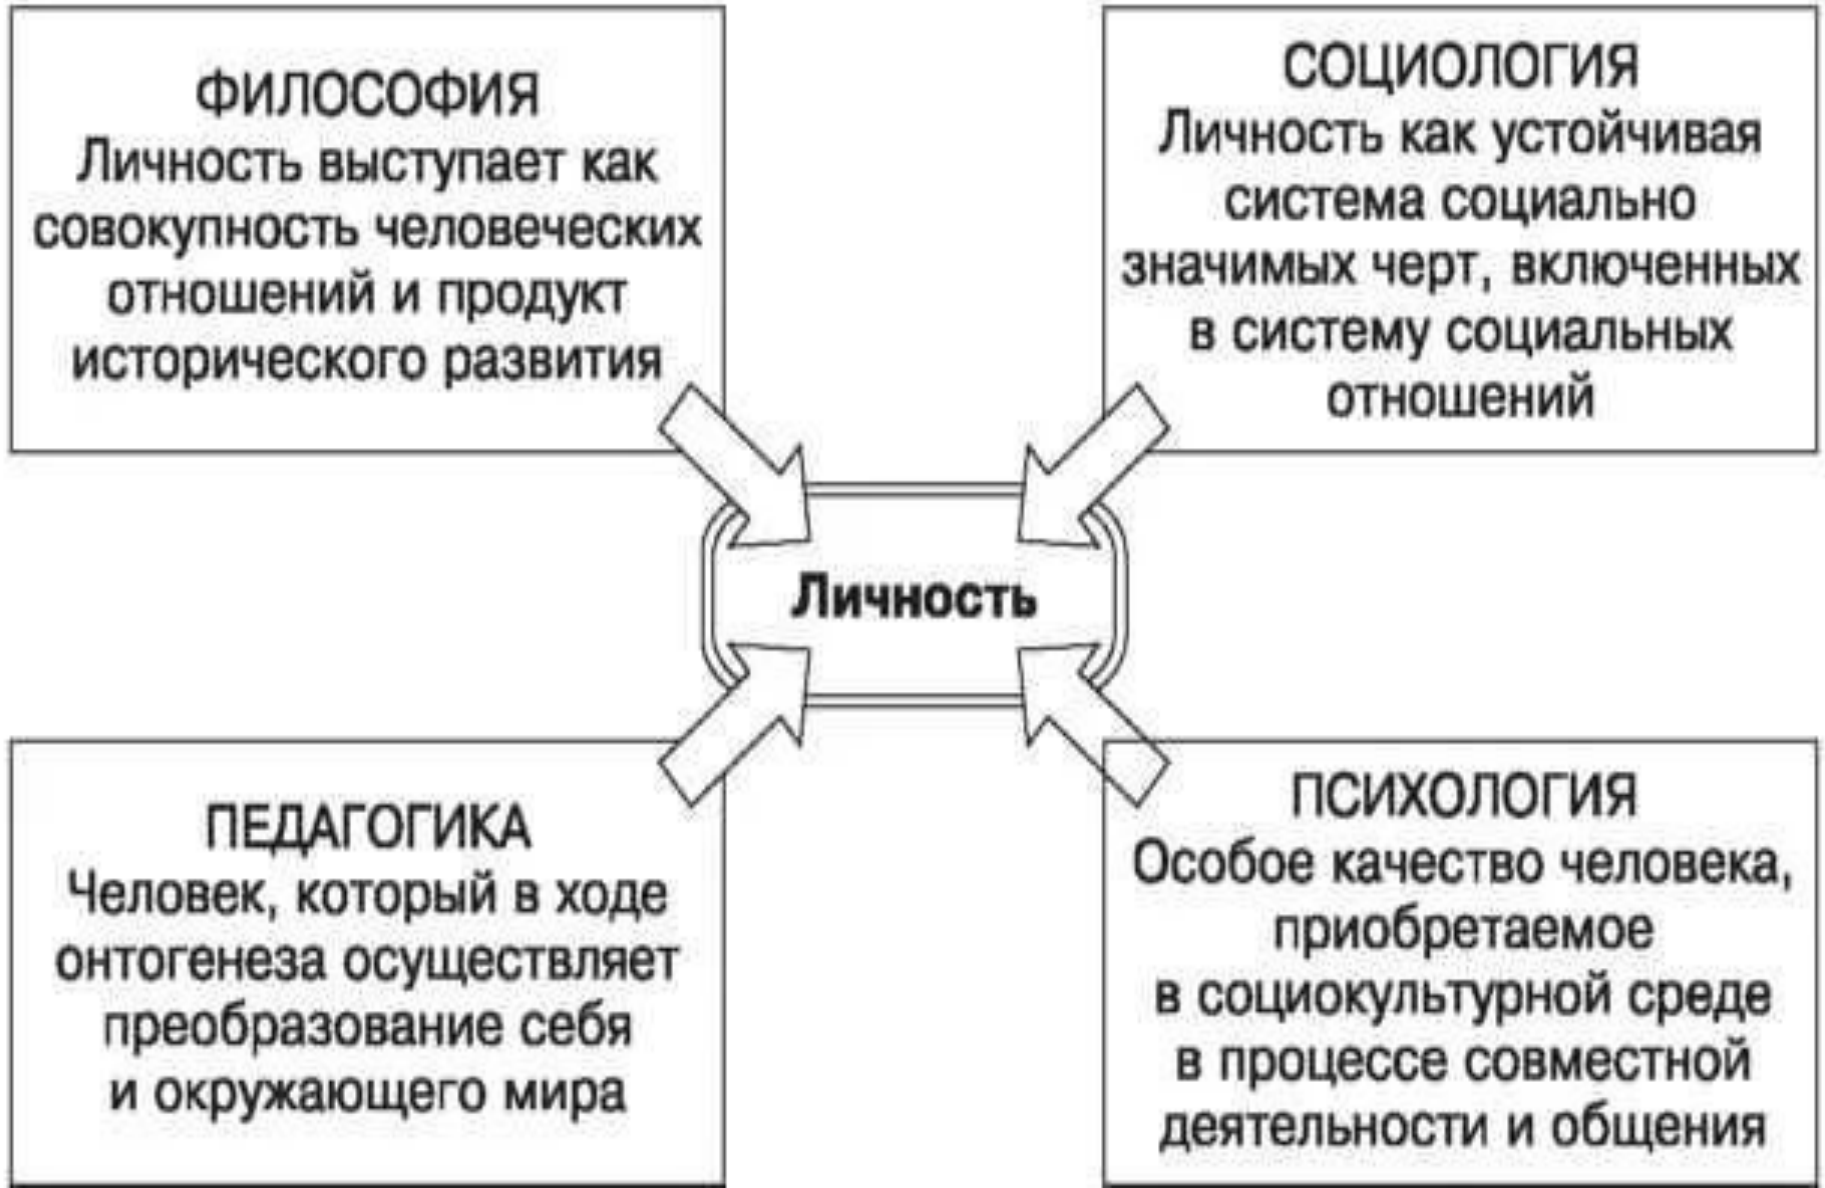 ФИЛОСОФИЯ
Личность выступает как
совокупность человеческих
отношений и продукт
исторического развития
СОЦИОЛОГИЯ
Личность как устойчивая
система социально
значимых черт, включенных
в систему социальных
отношений
Личность
ПЕДАГОГИКА
Человек, который в ходе
онтогенеза осуществляет
преобразование себя
и окружающего мира
ПСИХОЛОГИЯ
Особое качество человека,
приобретаемое
в социокультурной среде
в процессе совместной
деятельности и общения